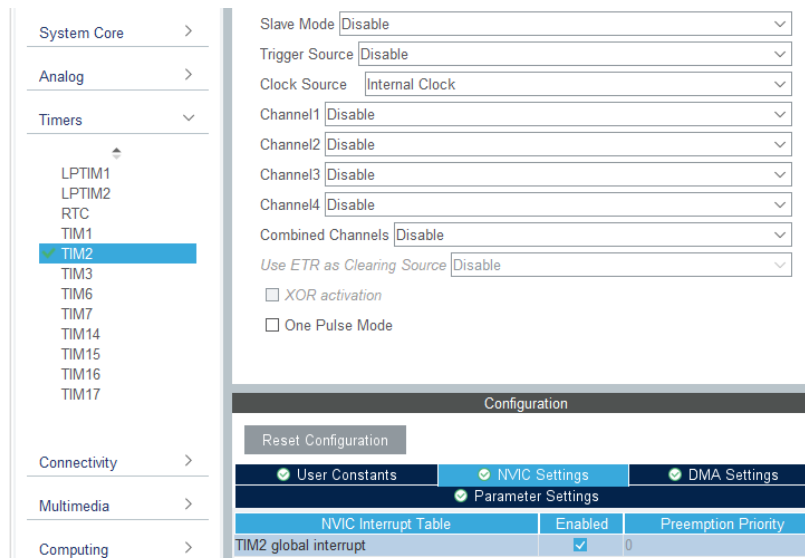 System Core
Analog
Timers
LPTIM1
LPTIM2
RTC
TIM1
TIM2
TIM3
TIM6
TIM7
TIM14
TIM15
TIM16
TIM17
Connectivity
Multimedia
Computing
Slave Mode Disable
Trigger Source Disable
Clock Source Internal Clock
Channel1 Disable
Channel2 Disable
Channel3 Disable
Channel4 Disable
Combined Channels Disable
Use ETR as Clearing Source Disable
XOR activation
One Pulse Mode
Configuration
Reset Configuration
User Constants NVIC Settings DMA Settings
Parameter Settings
NVIC Interrupt Table Enabled Preemption Priority
TIM2 global interrupt 0